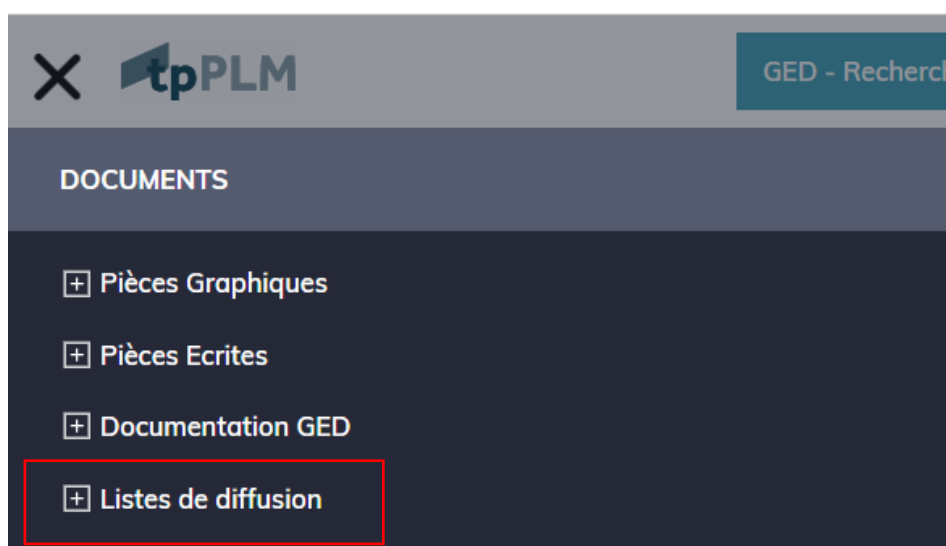 tpPLM
GED - Recherch
DOCUMENTS
Pièces Graphiques
Pièces Ecrites
Documentation GED
Listes de diffusion